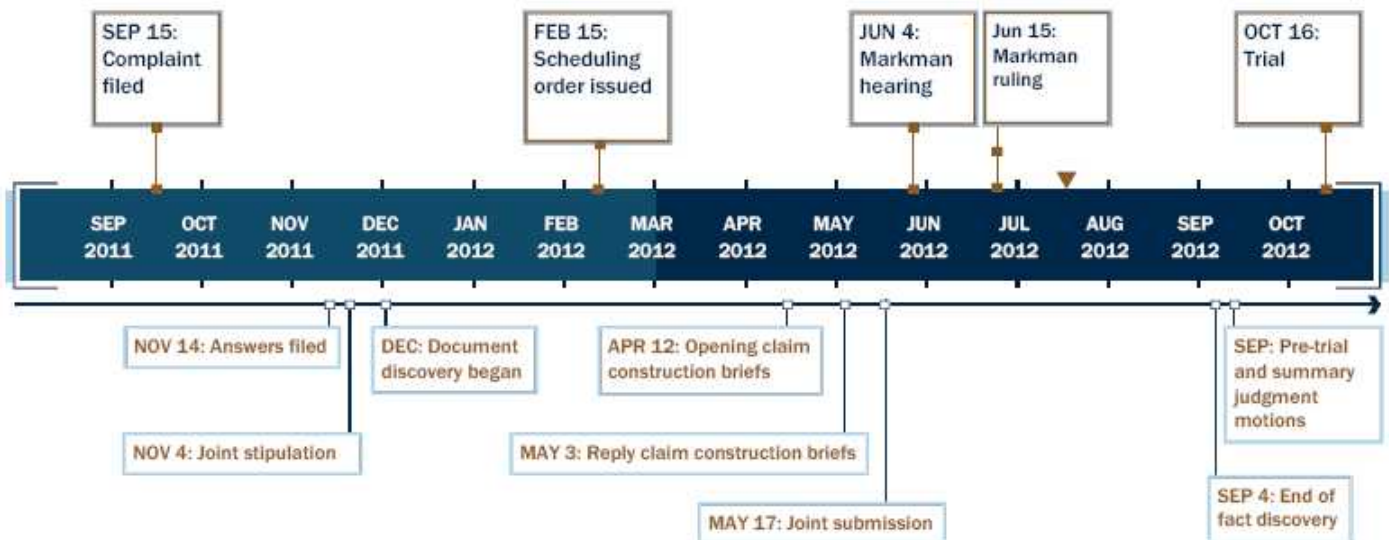 SEP 15:
Complaint
filed
FEB 15:
Scheduling
order issued
JUN 4:
Markman
hearing
Jun 15:
Markman
ruling
OCT 16:
Trial
SEP
2011
OCT
2011
NOV
2011
DEC
2011
JAN
2012
FEB
2012
MAR
2012
APR
2012
MAY
2012
JUN
2012
JUL
2012
AUG
2012
SEP
2012
OCT
2012
NOV 14: Answers filed
DEC: Document
discovery began
APR 12: Opening claim
construction briefs
SEP: Pre-trial
and summary
judgment
motions
NOV 4: Joint stipulation
MAY 3: Reply claim construction briefs
MAY 17: Joint submission
SEP 4: End of
fact discovery